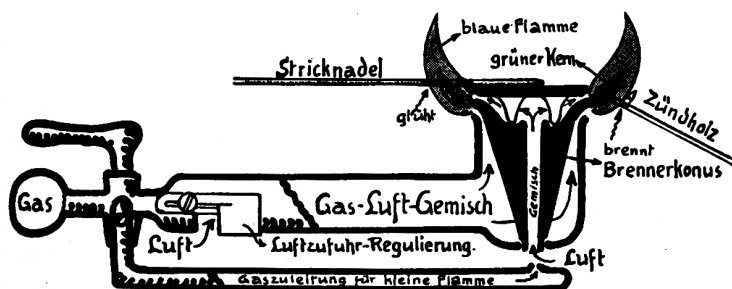 blaue Flamme
grüner Kern
Stricknadel
glüht
Zündholz
brennt
Brennerkonus
Gas
Gas-Luft-Gemisch
Gemisch
Luft
Luftzufuhr-Regulierung.
Luft
Gaszuleitung für kleine Flamme